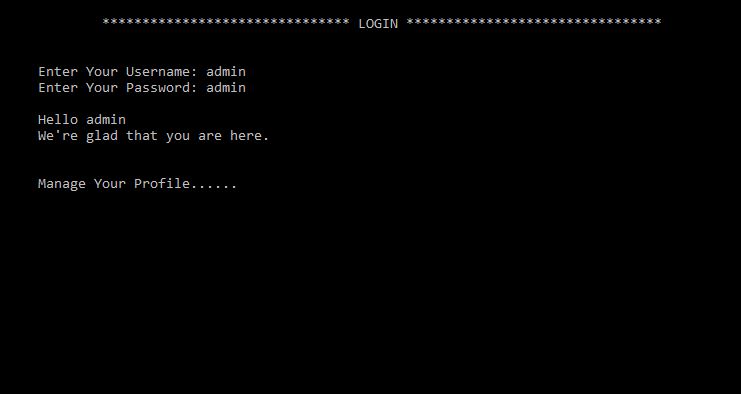 ******************************* LOGIN ********************************
Enter Your Username: admin
Enter Your Password: admin
Hello admin
We're glad that you are here.
Manage Your Profile......